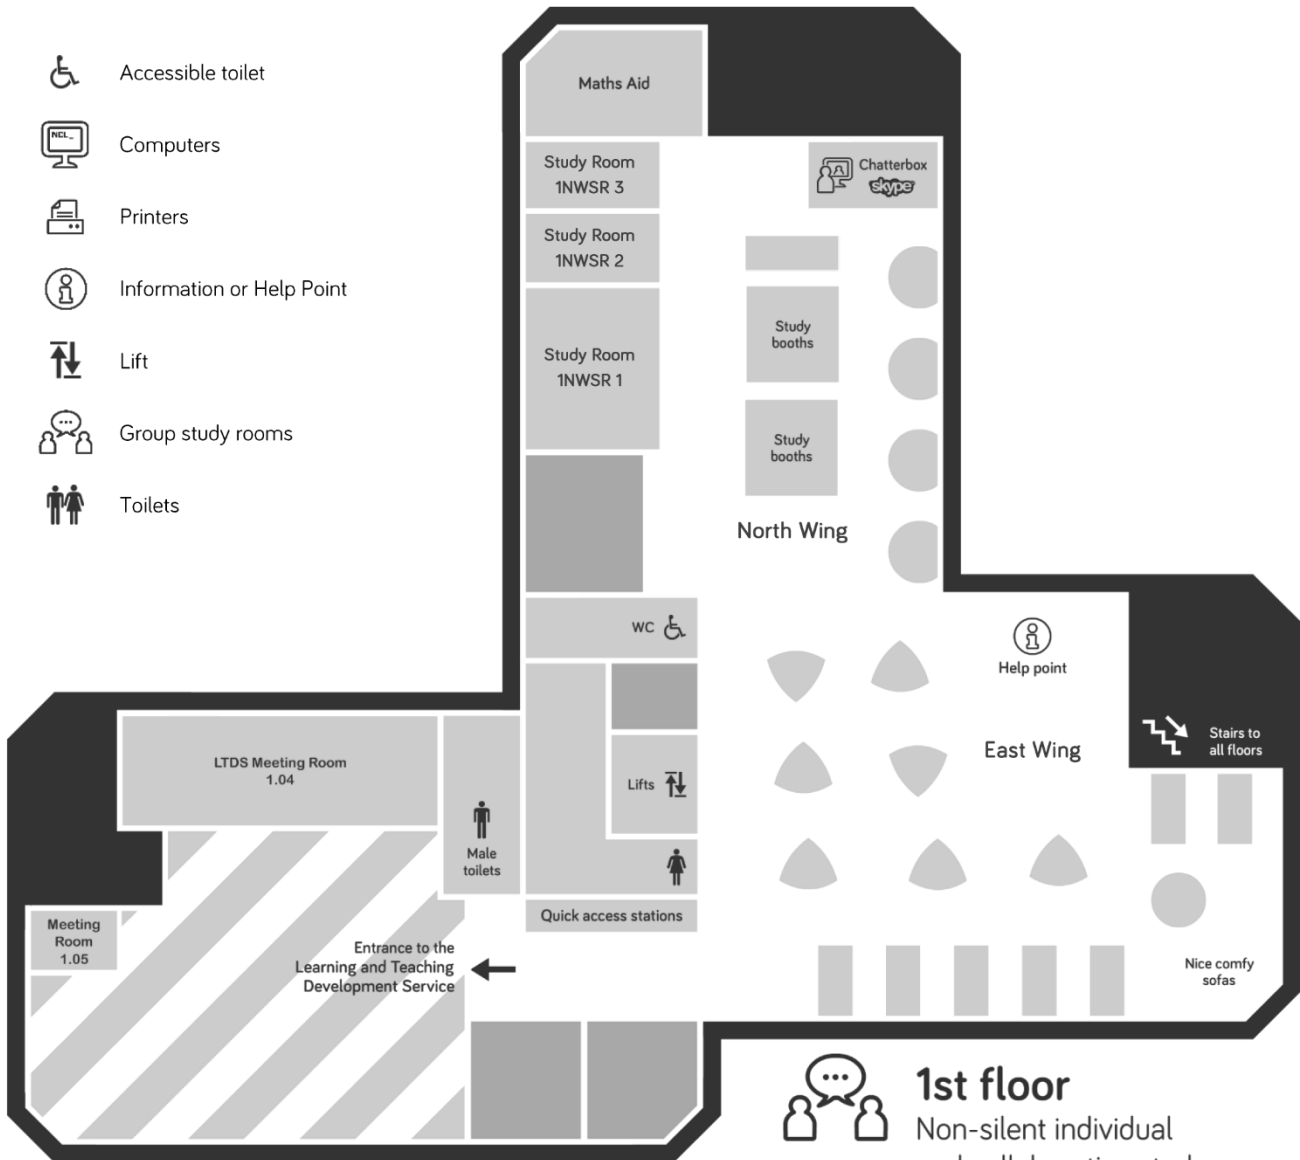 Accessible toilet
NCL_
Computers
Printers
Information or Help Point
Lift
Group study rooms
Toilets
Maths Aid
Study Room
1NWSR 3
Chatterbox
skype
Study Room
1NWSR 2
Study Room
1NWSR 1
Study
booths
Study
booths
North Wing
WC
Help point
East Wing
Stairs to
all floors
LTDS Meeting Room
1.04
Lifts
Male
toilets
Quick access stations
Meeting
Room
1.05
Entrance to the
Learning and Teaching
Development Service
Nice comfy
sofas
1st floor
Non-silent individual